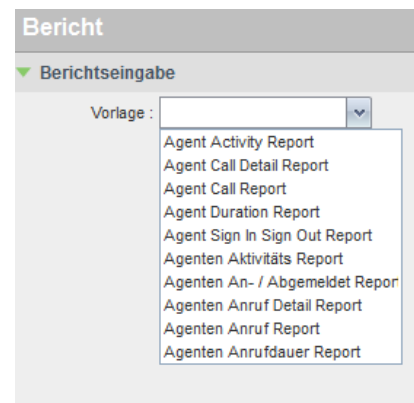 Bericht
Berichtseingabe
Vorlage :
Agent Activity Report
Agent Call Detail Report
Agent Call Report
Agent Duration Report
Agent Sign In Sign Out Report
Agenten Aktivitäts Report
Agenten An- / Abgemeldet Repor
Agenten Anruf Detail Report
Agenten Anruf Report
Agenten Anrufdauer Report